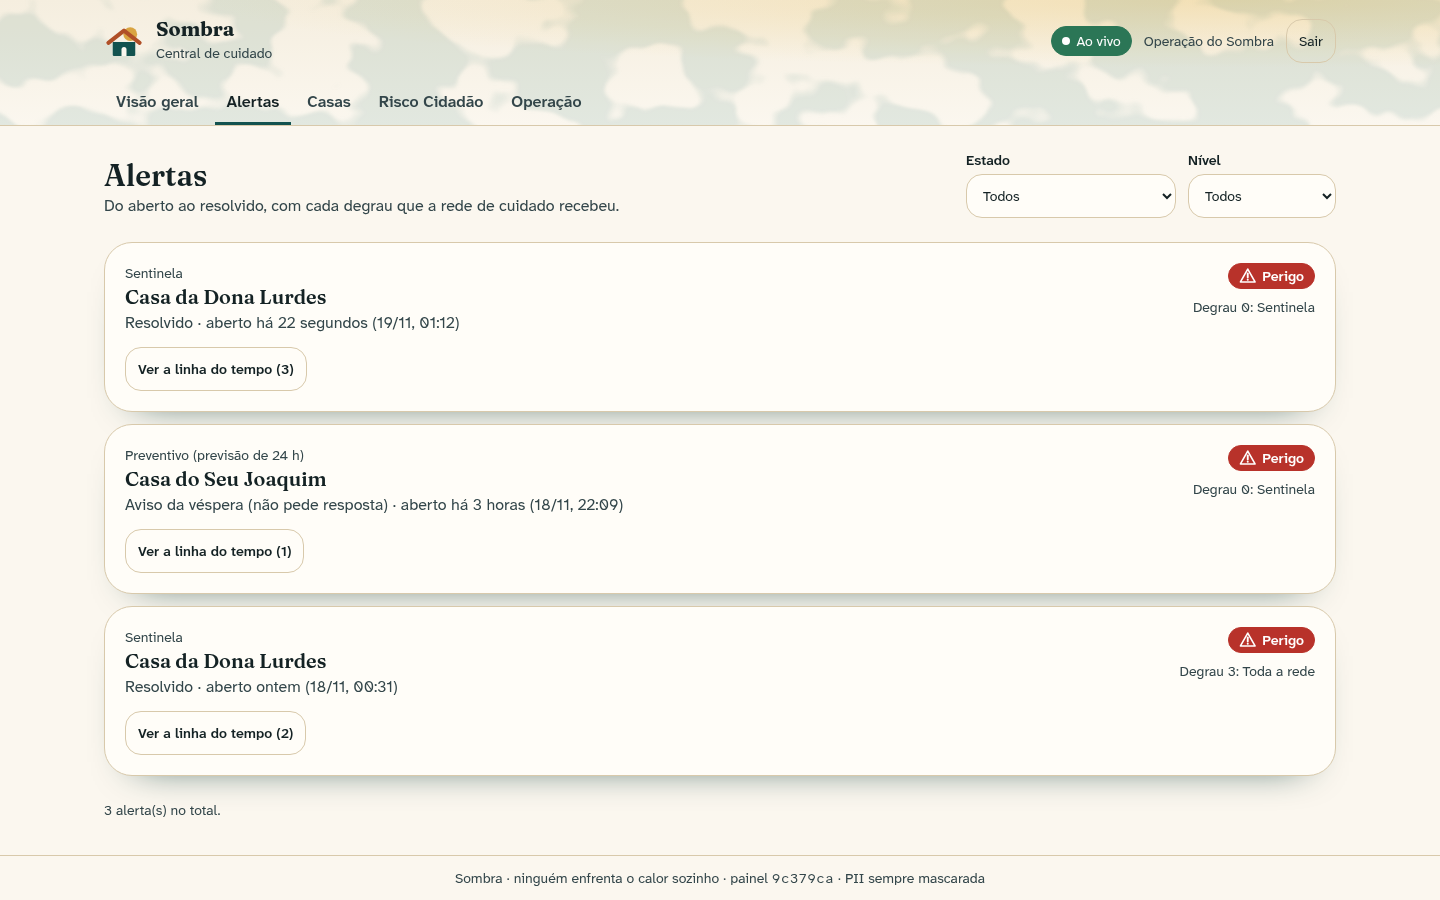 Sombra
Central de cuidado
Ao vivo
Operação do Sombra
Sair
Visão geral
Alertas
Casas
Risco Cidadão
Operação
Alertas
Do aberto ao resolvido, com cada degrau que a rede de cuidado recebeu.
Estado
Todos
Nível
Todos
Sentinela
Casa da Dona Lurdes
Resolvido · aberto há 22 segundos (19/11, 01:12)
Perigo
Degrau 0: Sentinela
Ver a linha do tempo (3)
Preventivo (previsão de 24 h)
Casa do Seu Joaquim
Aviso da véspera (não pede resposta) · aberto há 3 horas (18/11, 22:09)
Perigo
Degrau 0: Sentinela
Ver a linha do tempo (1)
Sentinela
Casa da Dona Lurdes
Resolvido · aberto ontem (18/11, 00:31)
Perigo
Degrau 3: Toda a rede
Ver a linha do tempo (2)
3 alerta(s) no total.
Sombra · ninguém enfrenta o calor sozinho · painel 9c379ca · PII sempre mascarada